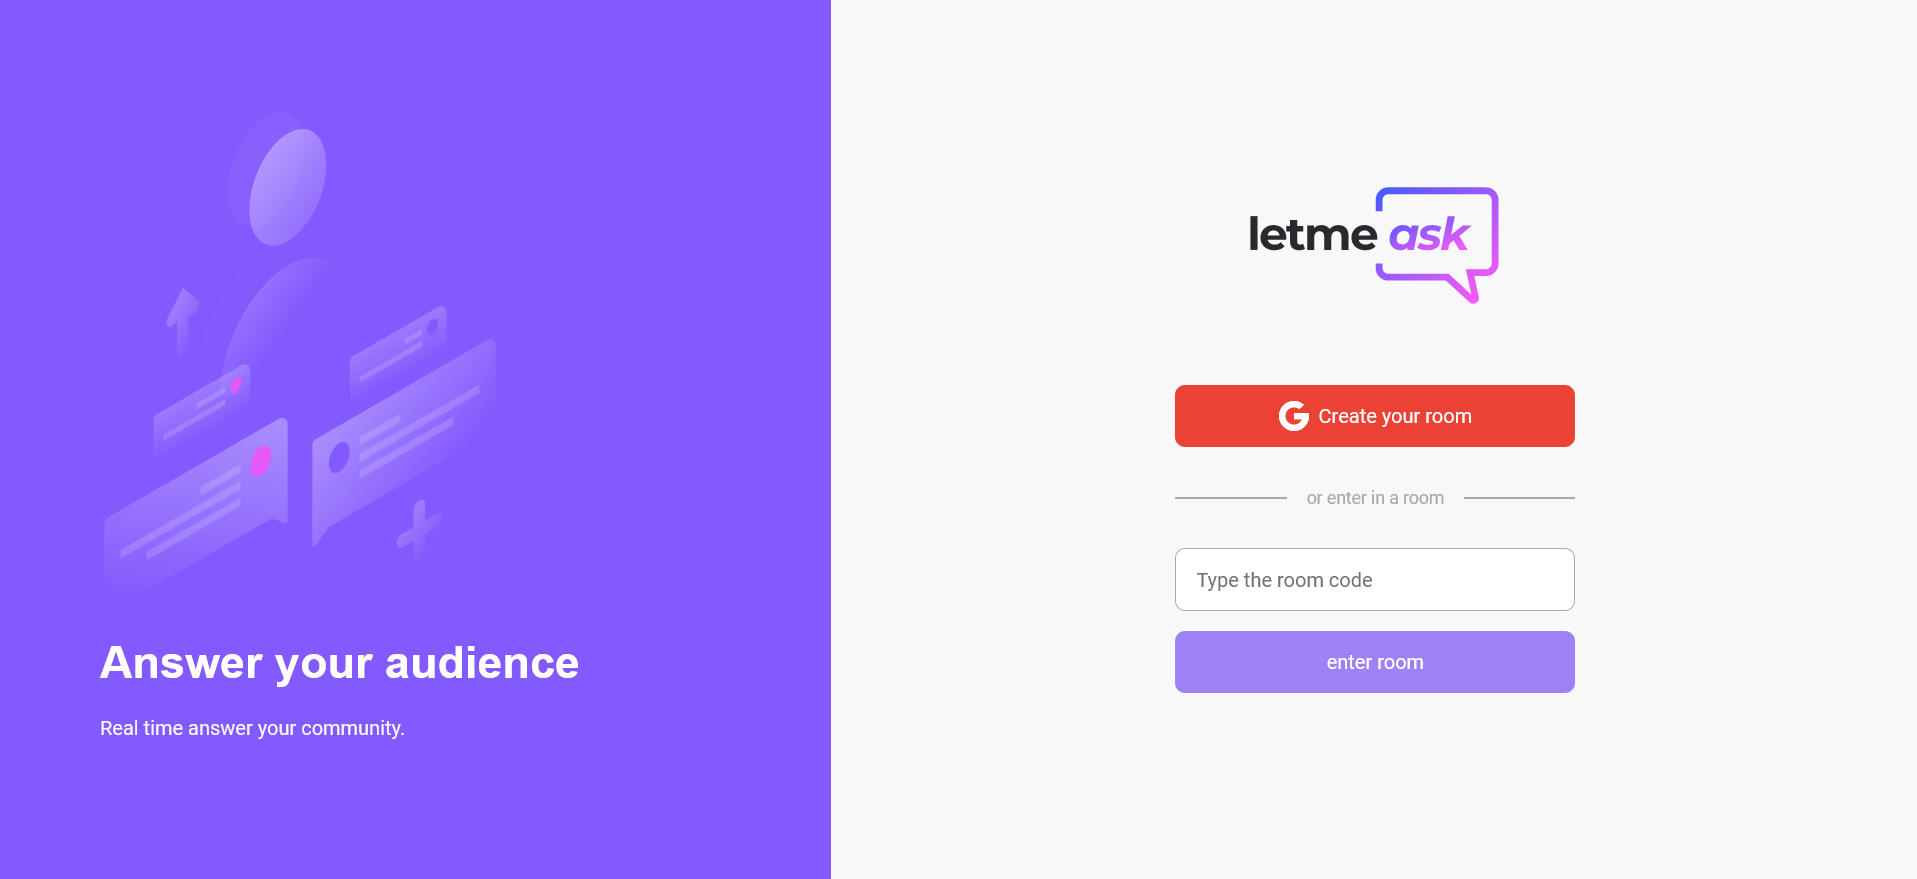 Answer your audience
Real time answer your community.
letme ask
Create your room
or enter in a room
Type the room code
enter room